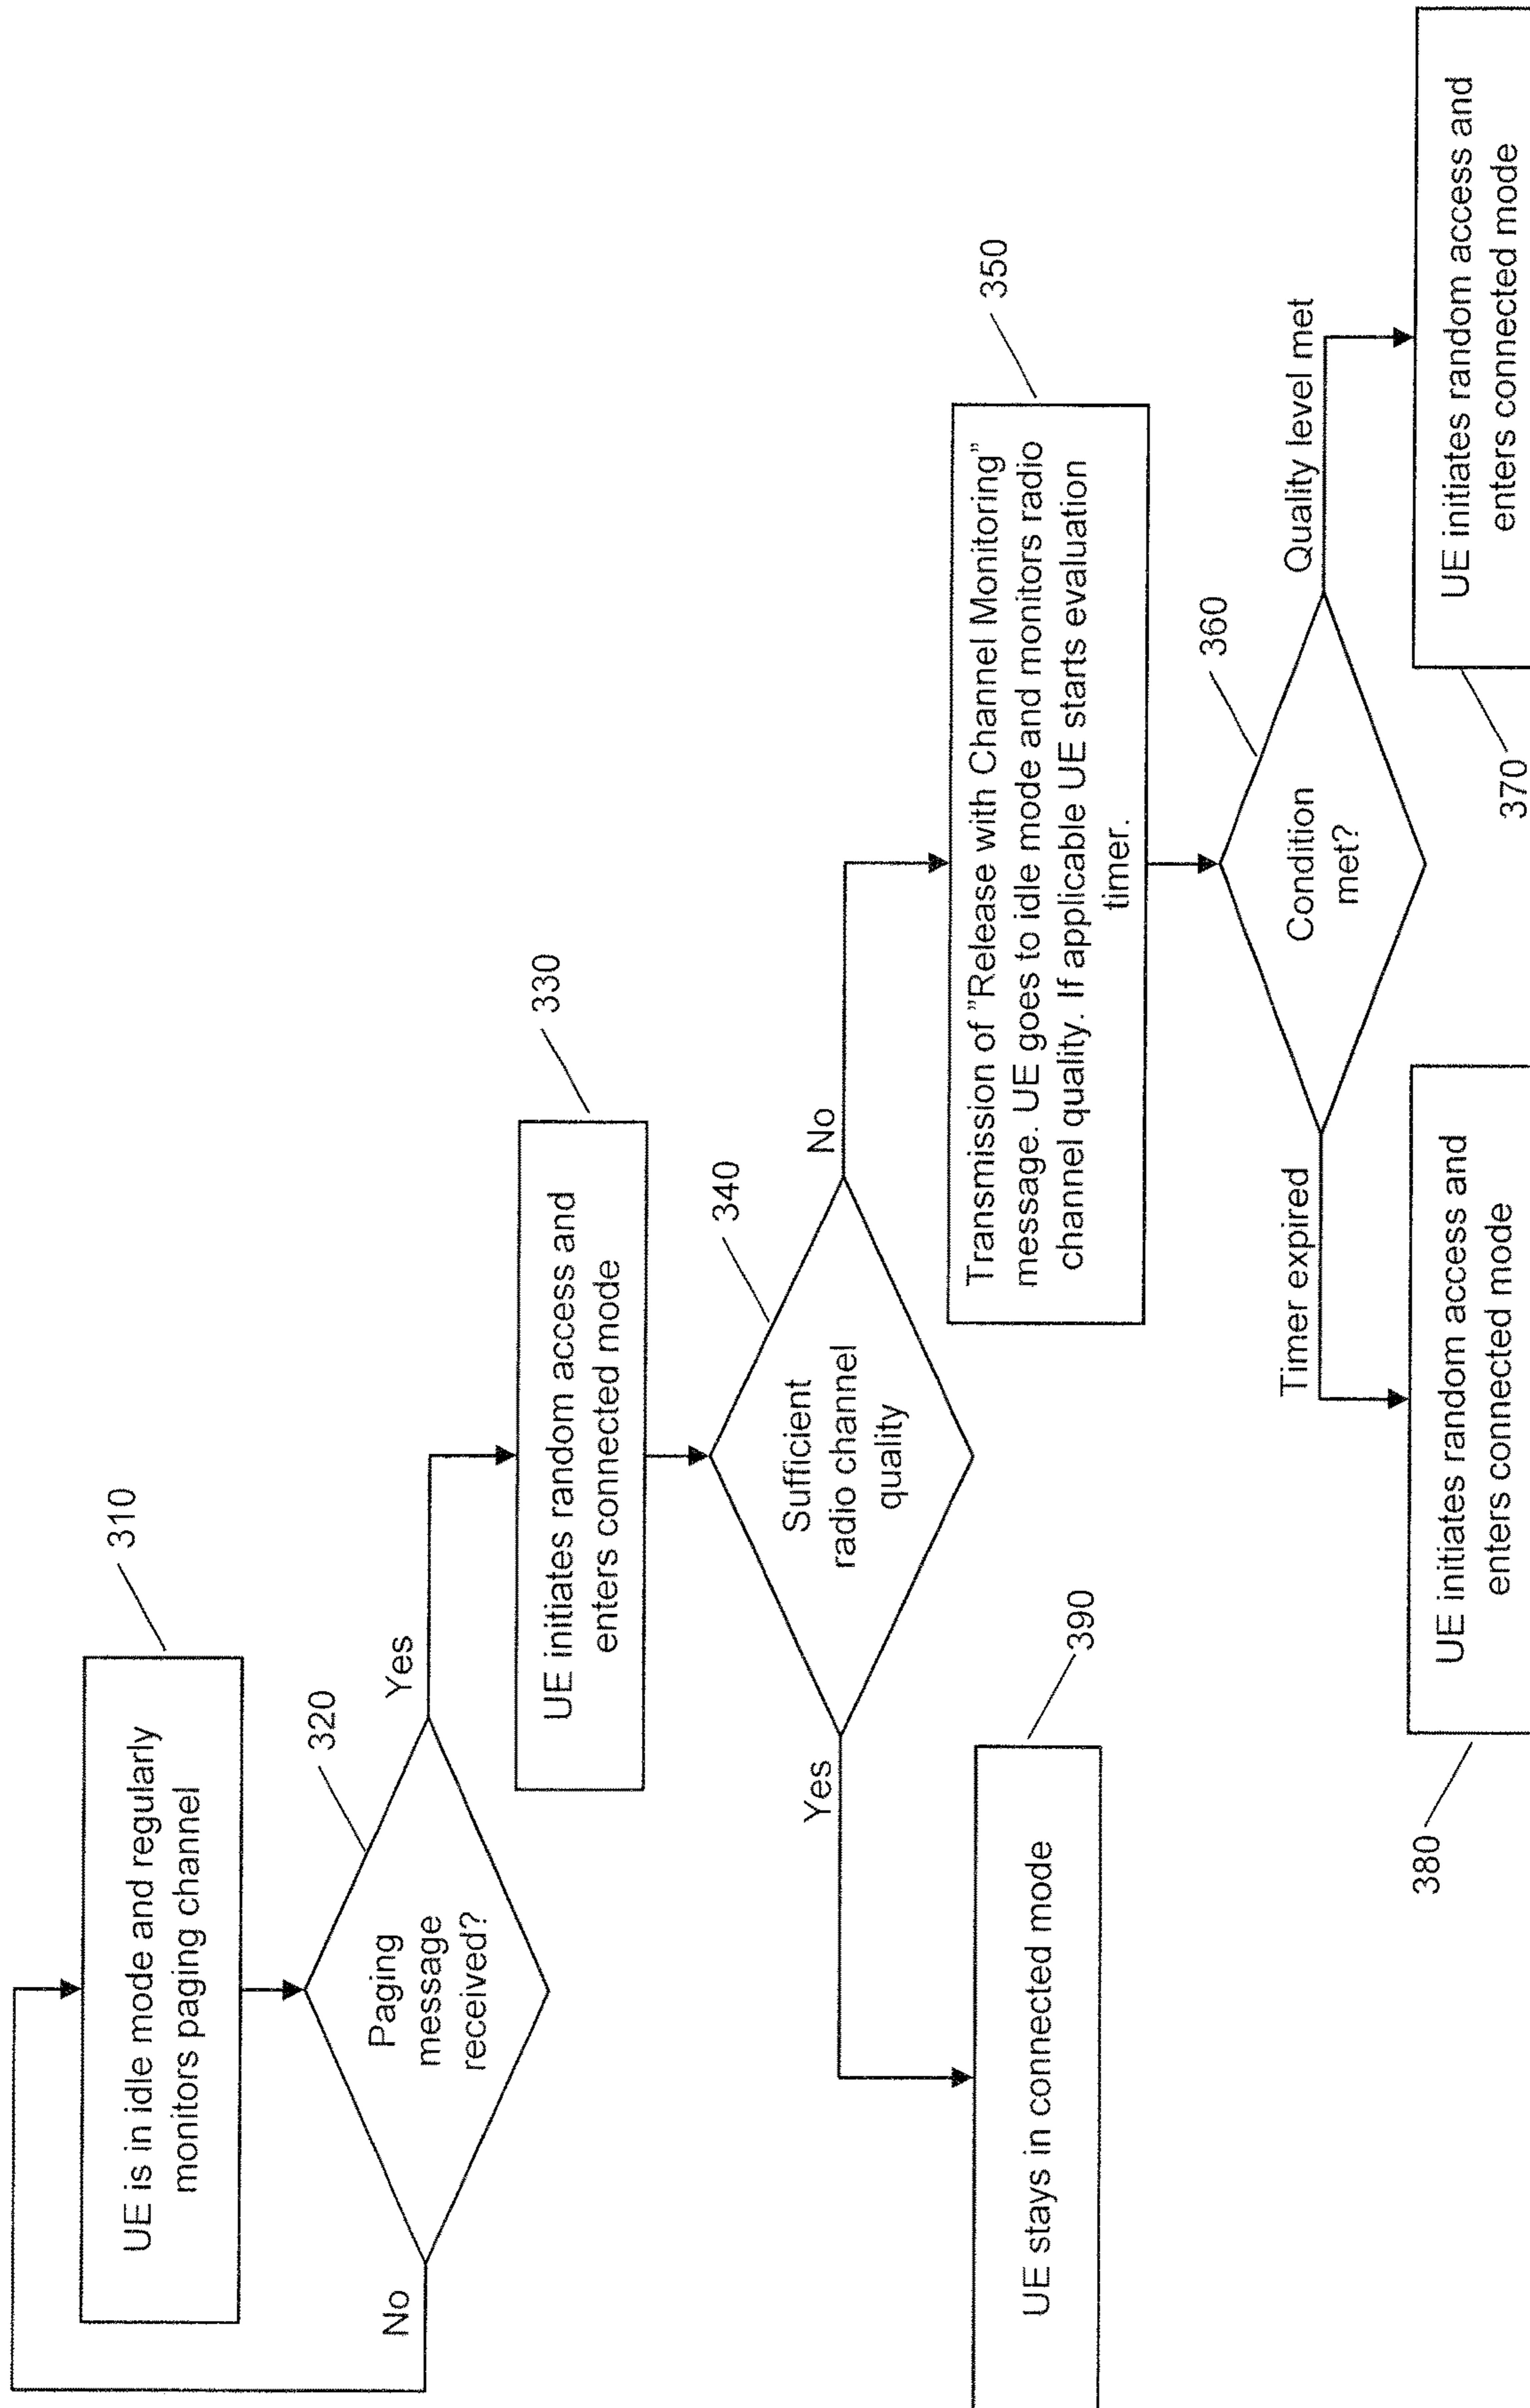 310
UE is in idle mode and regularly
monitors paging channel
320
Paging
message
received?
No
Yes
330
UE initiates random access and
enters connected mode
340
Sufficient
radio channel
quality
Yes
No
390
UE stays in connected mode
350
Transmission of ”Release with Channel Monitoring”
message. UE goes to idle mode and monitors radio
channel quality. If applicable UE starts evaluation
timer.
360
Condition
met?
Timer expired
Quality level met
380
UE initiates random access and
enters connected mode
370
UE initiates random access and
enters connected mode